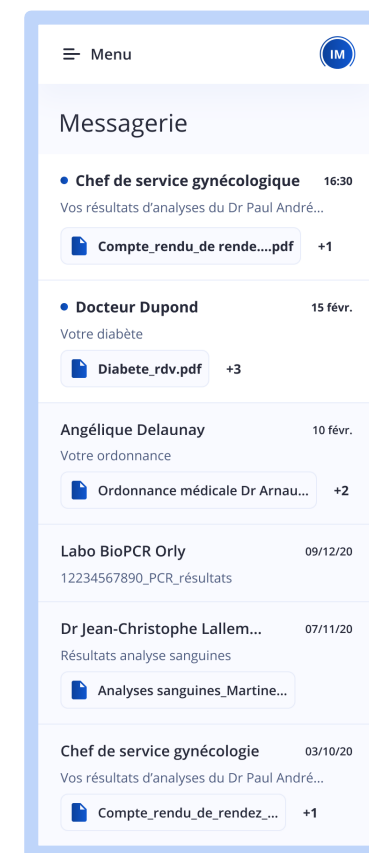 Menu
IM
Messagerie
Chef de service gynécologique 16:30
Vos résultats d'analyses du Dr Paul André...
Compte_rendu_de rende....pdf +1
Docteur Dupond 15 févr.
Votre diabète
Diabete_rdv.pdf +3
Angélique Delaunay 10 févr.
Votre ordonnance
Ordonnance médicale Dr Arnau... +2
Labo BioPCR Orly 09/12/20
12234567890_PCR_résultats
Dr Jean-Christophe Lallem... 07/11/20
Résultats analyse sanguines
Analyses sanguines_Martine...
Chef de service gynécologie 03/10/20
Vos résultats d'analyses du Dr Paul André...
Compte_rendu_de_rendez_... +1